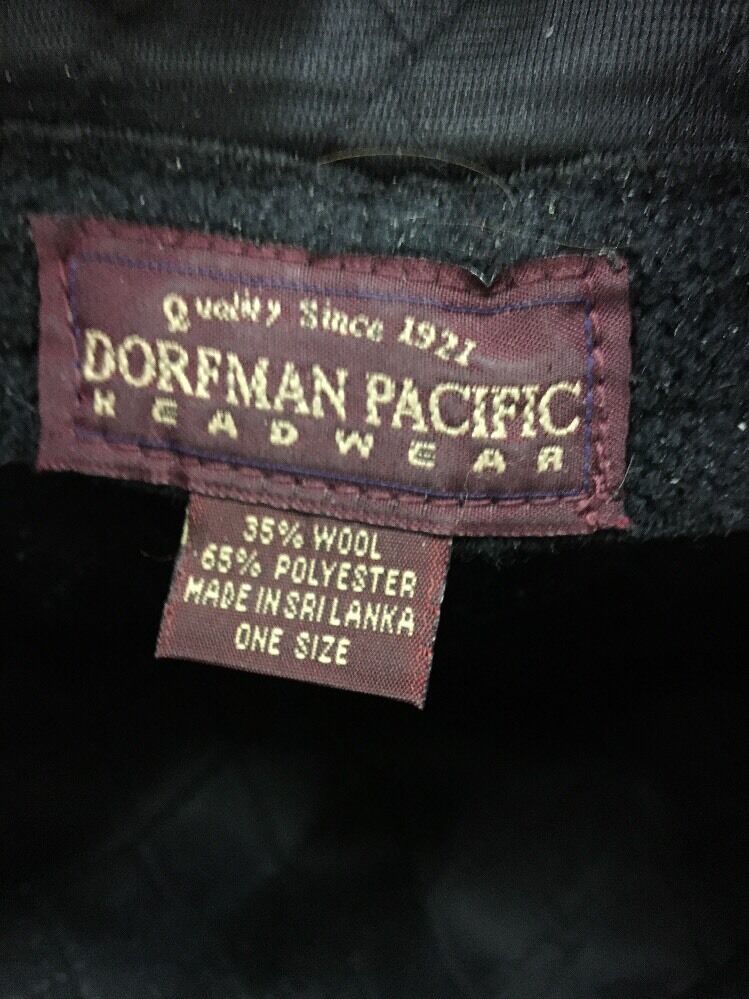 Quality Since 1921
DORFMAN PACIFIC
HEADWEAR
35% WOOL
65% POLYESTER
MADE IN SRI LANKA
ONE SIZE